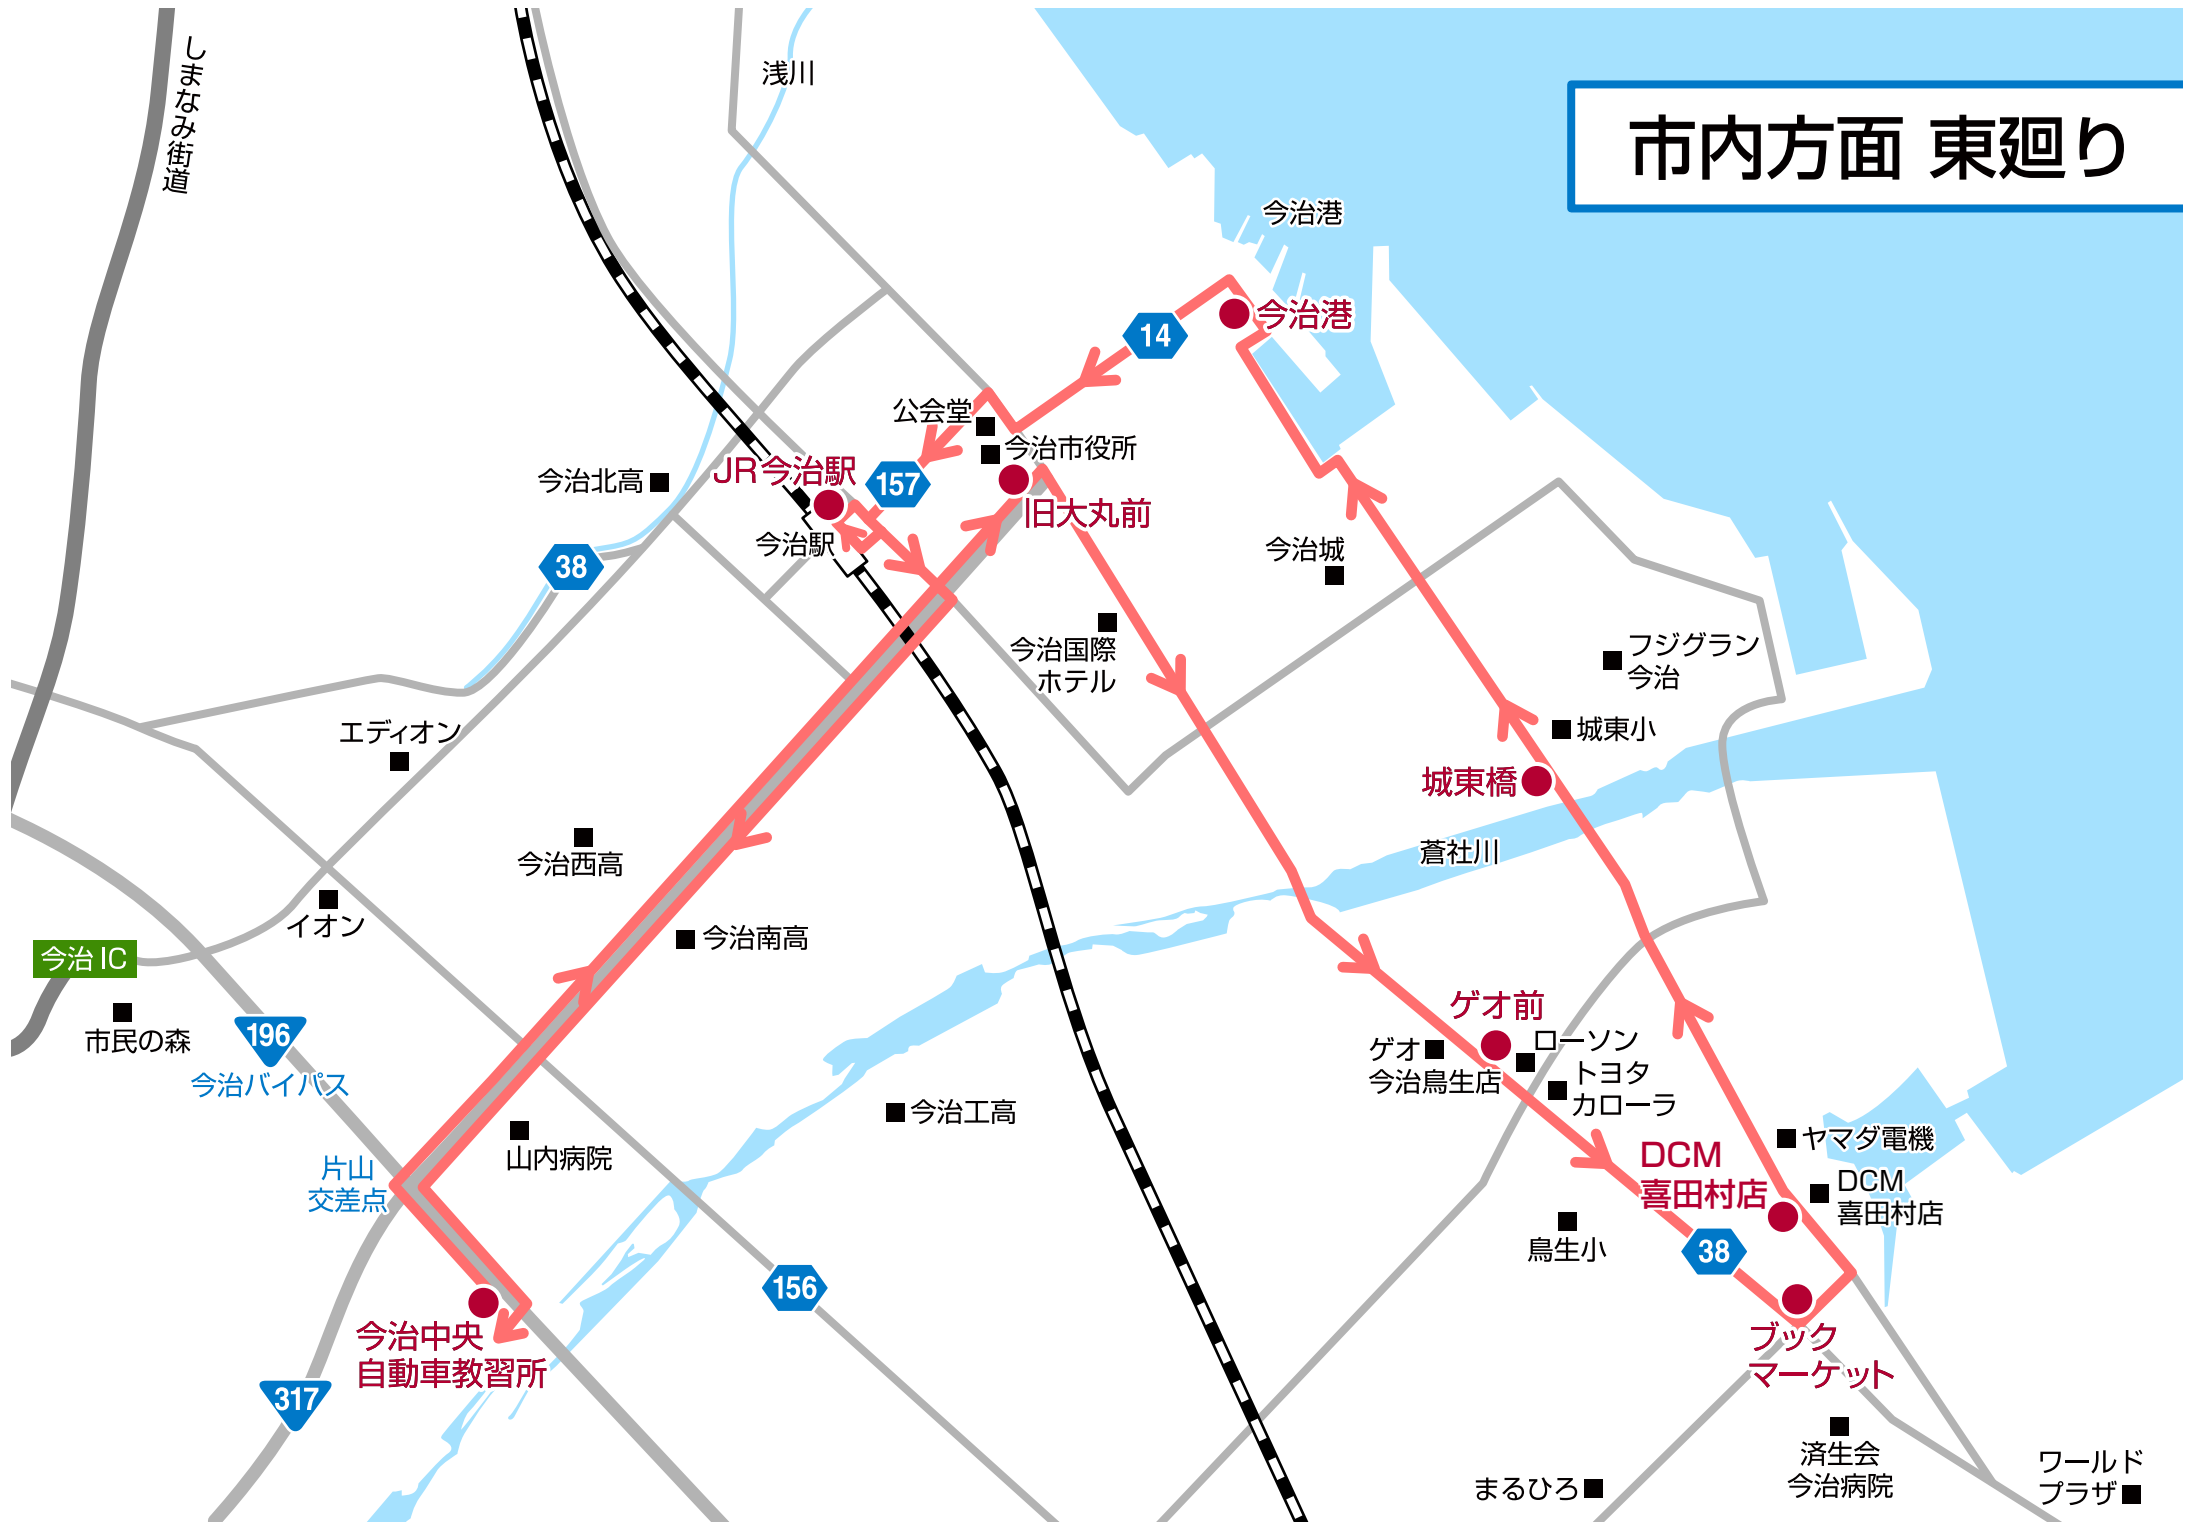 しまなみ街道
浅川
市内方面 東廻り
今治港
今治港
14
公会堂
今治市役所
JR今治駅
157
今治北高
旧大丸前
今治駅
38
今治城
今治国際
ホテル
フジグラン
今治
エディオン
城東小
城東橋
今治西高
蒼社川
イオン
今治南高
今治 IC
市民の森
196
今治バイパス
ゲオ前
ゲオ
今治鳥生店
ローソン
トヨタ
カローラ
今治工高
山内病院
ヤマダ電機
片山
交差点
DCM
喜田村店
DCM
喜田村店
鳥生小
38
156
今治中央
自動車教習所
ブック
マーケット
317
済生会
今治病院
まるひろ
ワールド
プラザ